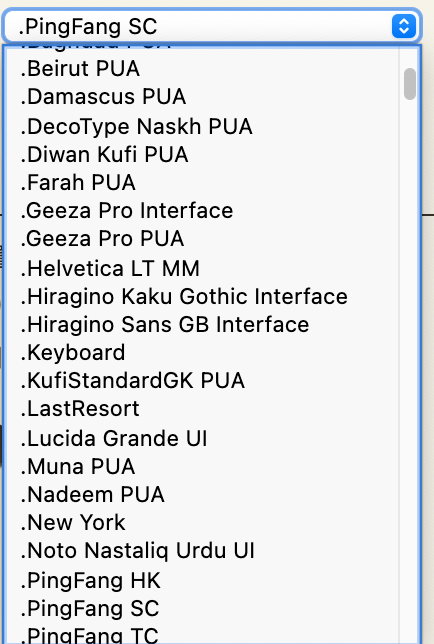 .PingFang SC
.Baghdad PUA
.Beirut PUA
.Damascus PUA
.DecoType Naskh PUA
.Diwan Kufi PUA
.Farah PUA
.Geeza Pro Interface
.Geeza Pro PUA
.Helvetica LT MM
.Hiragino Kaku Gothic Interface
.Hiragino Sans GB Interface
.Keyboard
.KufiStandardGK PUA
.LastResort
.Lucida Grande UI
.Muna PUA
.Nadeem PUA
.New York
.Noto Nastaliq Urdu UI
.PingFang HK
.PingFang SC
.PingFang TC